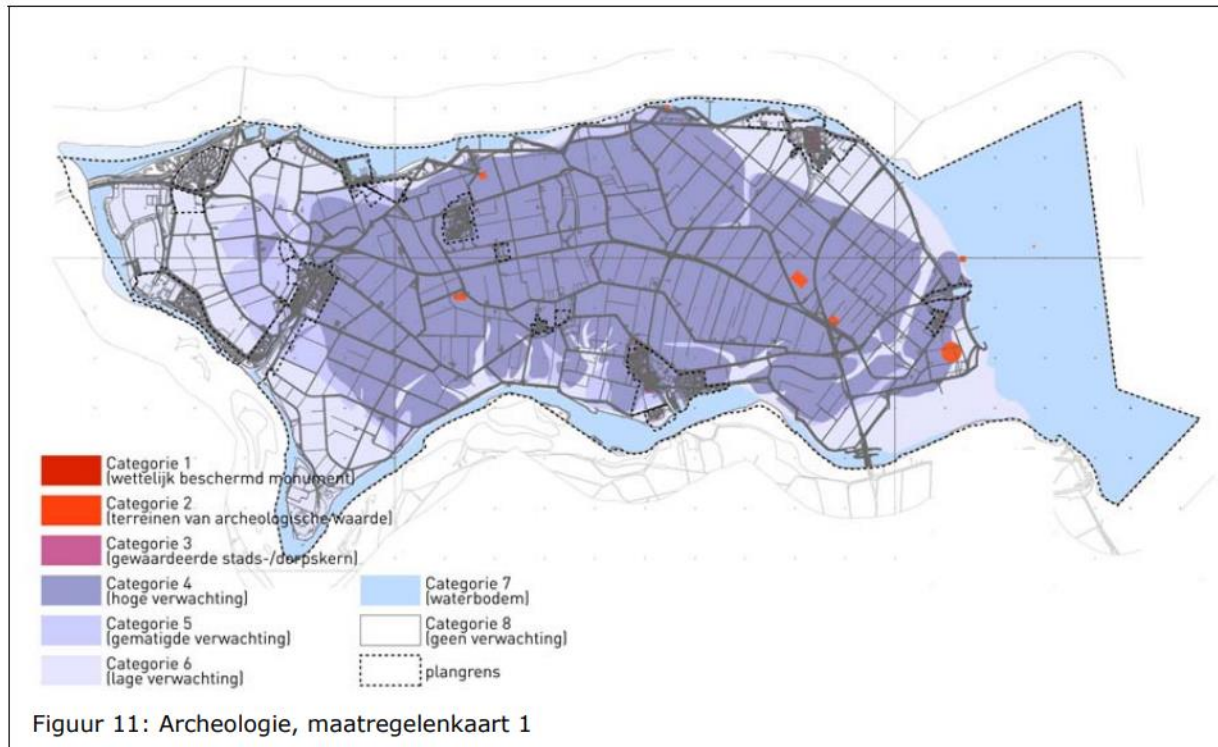 Categorie 1
(wettelijk beschermd monument)
Categorie 2
(terreinen van archeologische waarde)
Categorie 3
(gewaardeerde stads-/dorpskern)
Categorie 4
(hoge verwachting)
Categorie 5
(gematigde verwachting)
Categorie 6
(lage verwachting)
Categorie 7
(waterbodem)
Categorie 8
(geen verwachting)
plangrens
Figuur 11: Archeologie, maatregelenkaart 1